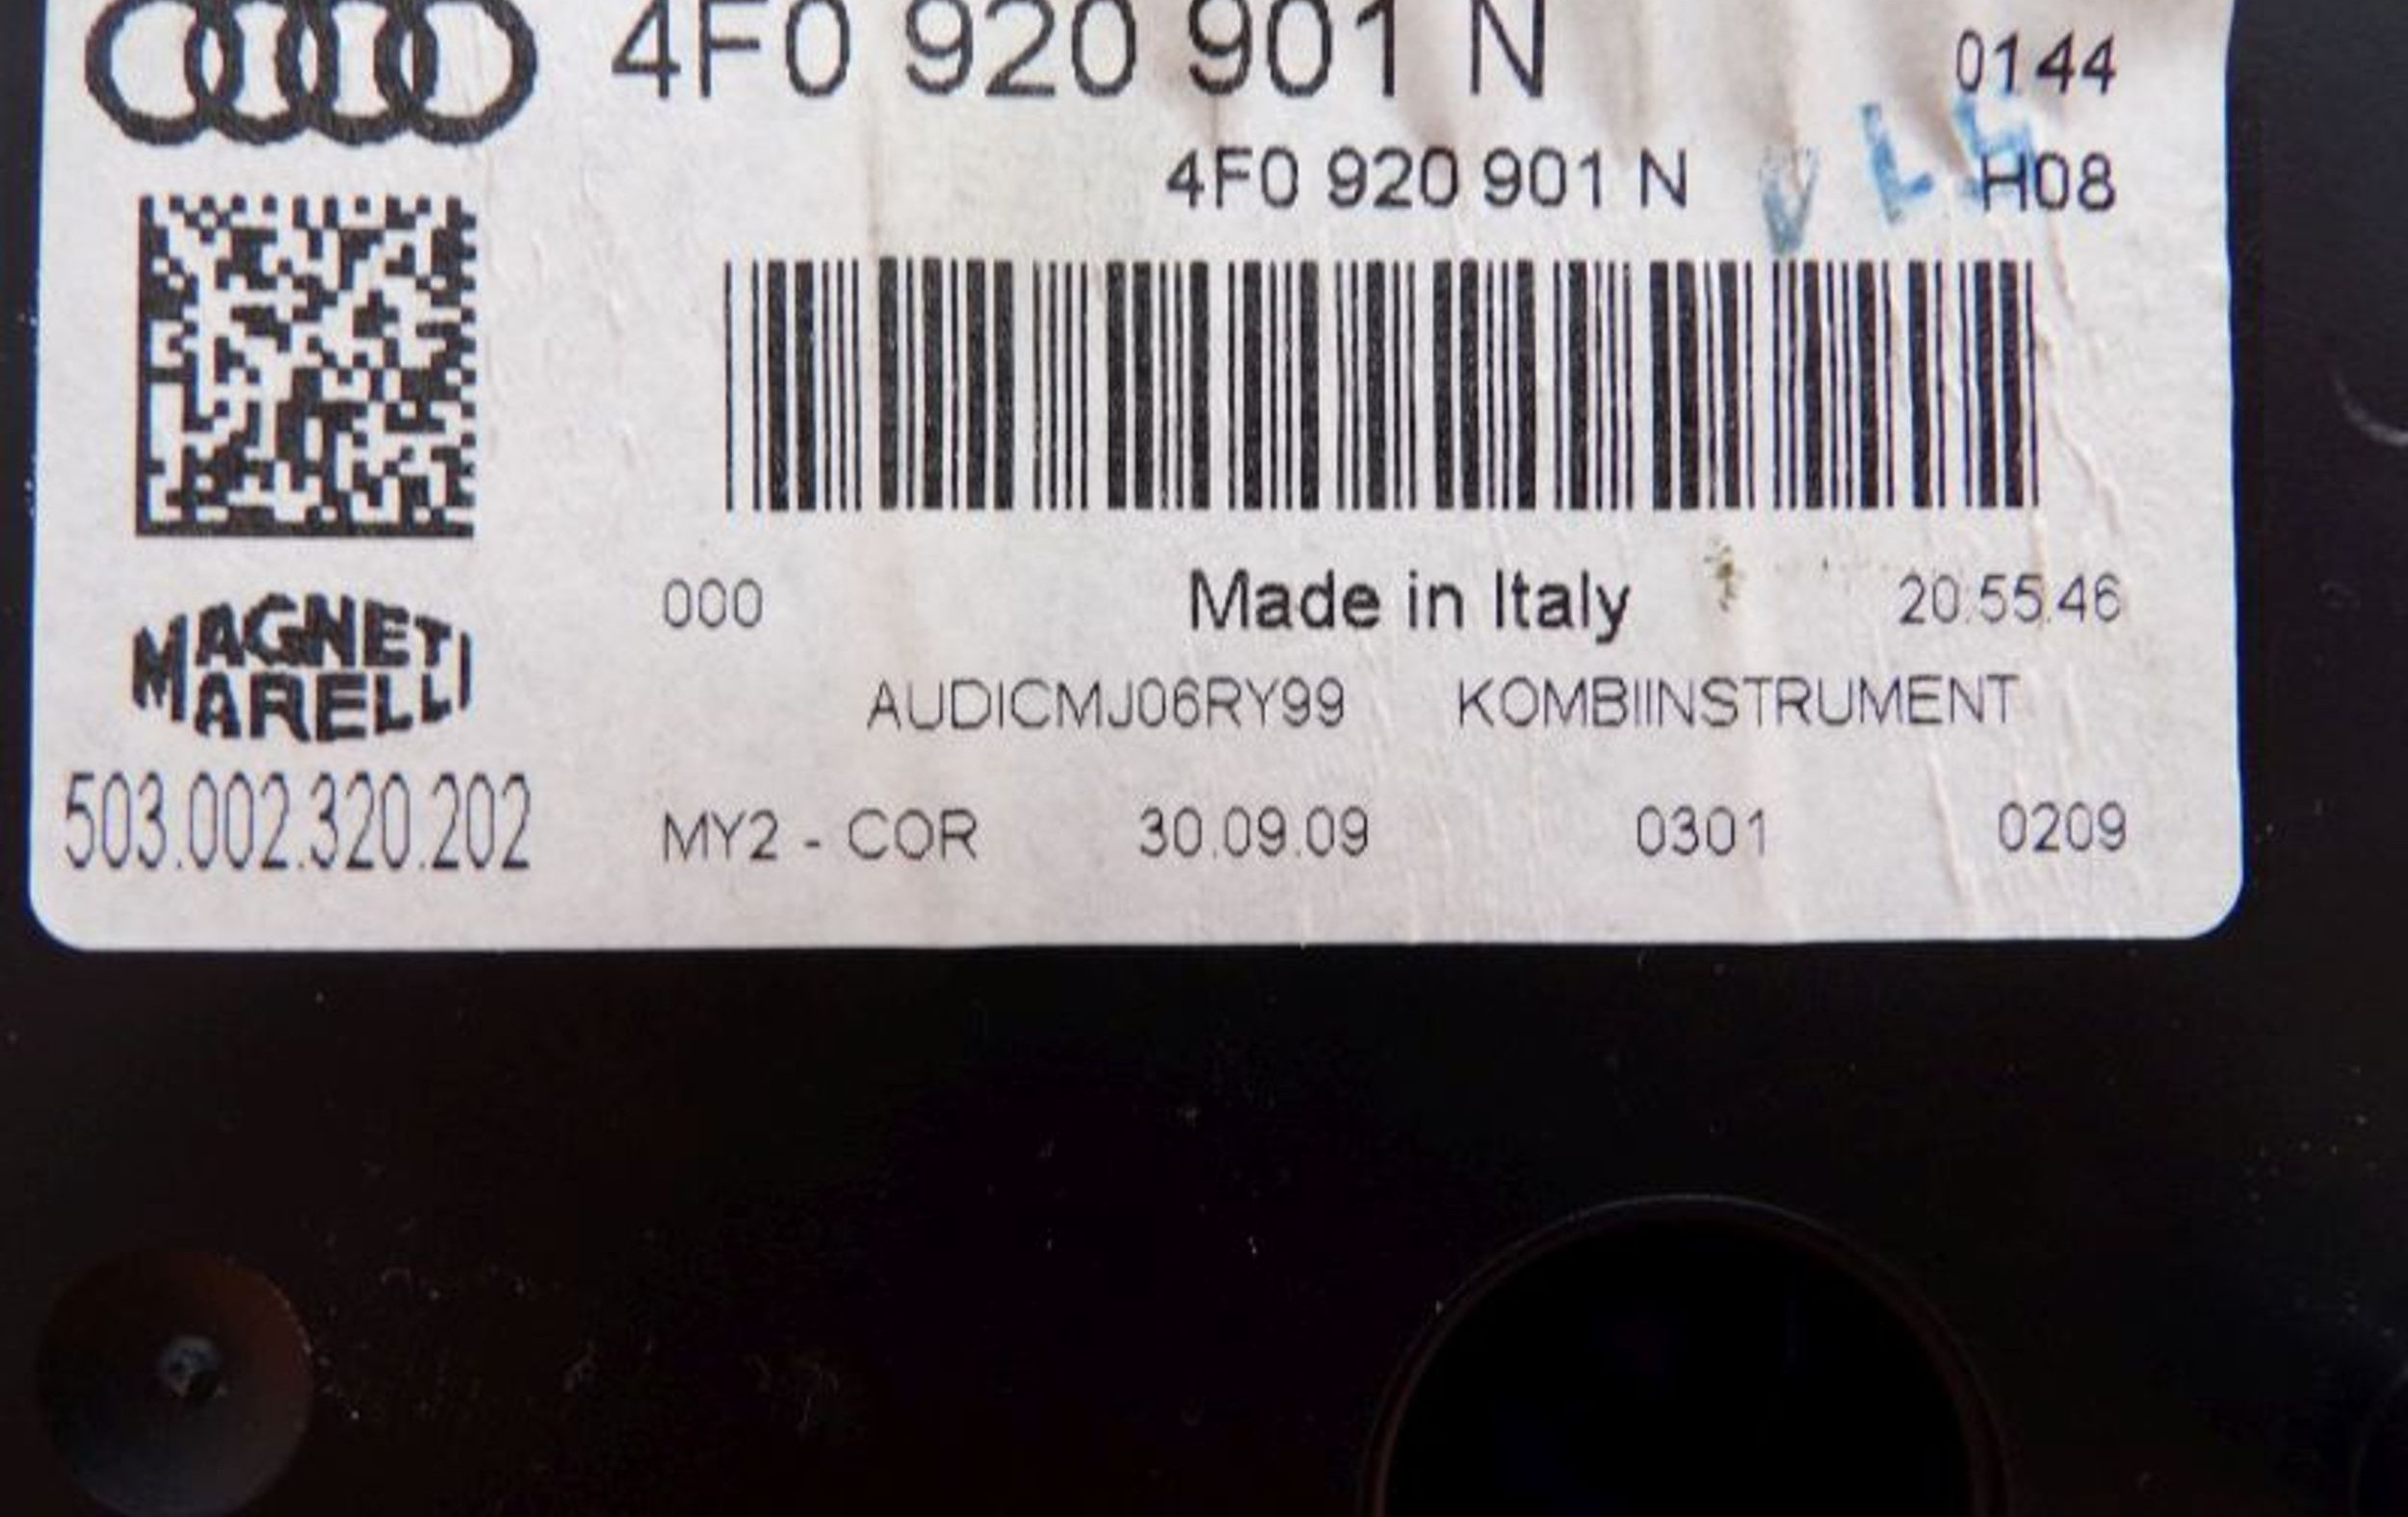 4F0 920 901 N 0144
4F0 920 901 N H08
000 Made in Italy 20.55.46
MAGNETI
MARELLI
AUDICMJ06RY99 KOMBIINSTRUMENT
503.002.320.202 MY2 - COR 30.09.09 0301 0209